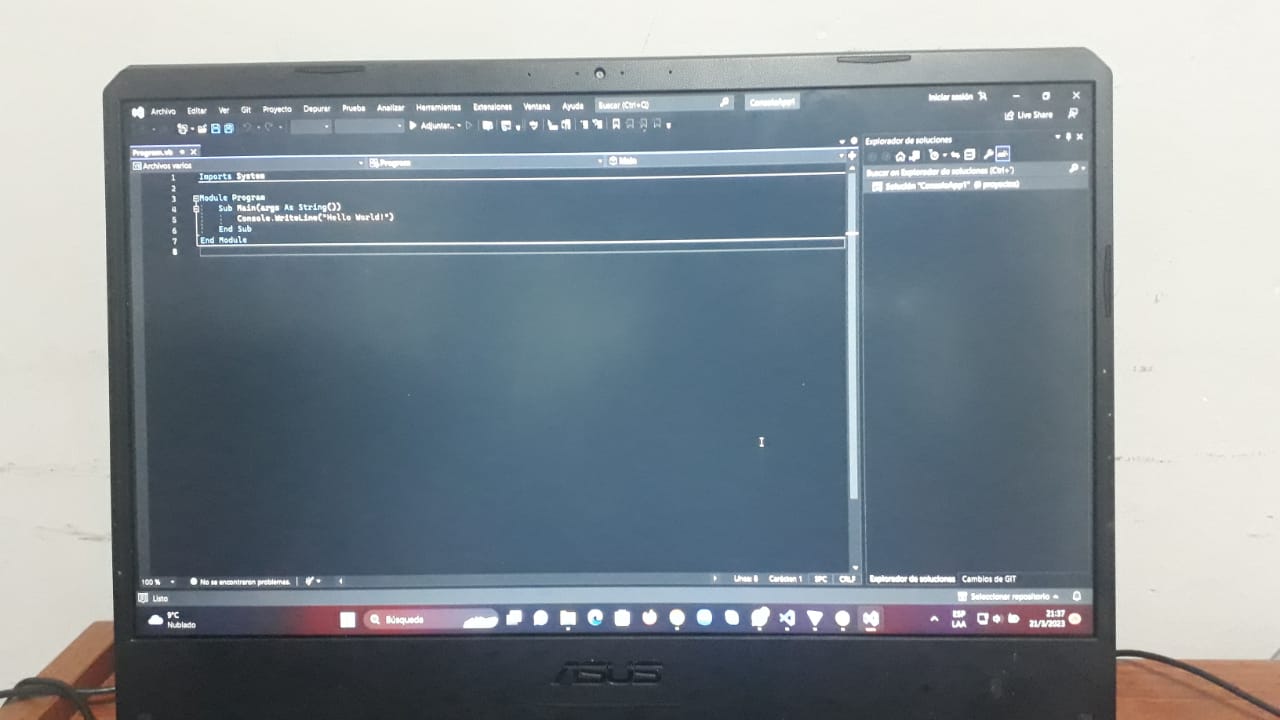 Archivo Editar Ver Git Proyecto Depurar Prueba Analizar Herramientas Extensiones Ventana Ayuda Buscar (Ctrl+Q) ConsoleApp1 Iniciar sesión
Live Share
Adjuntar...
Program.vb
Archivos varios Program Main
1 Imports System
2
3 Module Program
4 Sub Main(args As String())
5 Console.WriteLine("Hello World!")
6 End Sub
7 End Module
8
Explorador de soluciones
Buscar en Explorador de soluciones (Ctrl+')
Solución "ConsoleApp1" (0 proyectos)
100 % No se encontraron problemas. Línea: 8 Carácter: 1 SPC CRLF
Explorador de soluciones Cambios de GIT
Listo Seleccionar repositorio
9°C
Nublado
Búsqueda
ESP
LAA
21:37
21/3/2023
ASUS